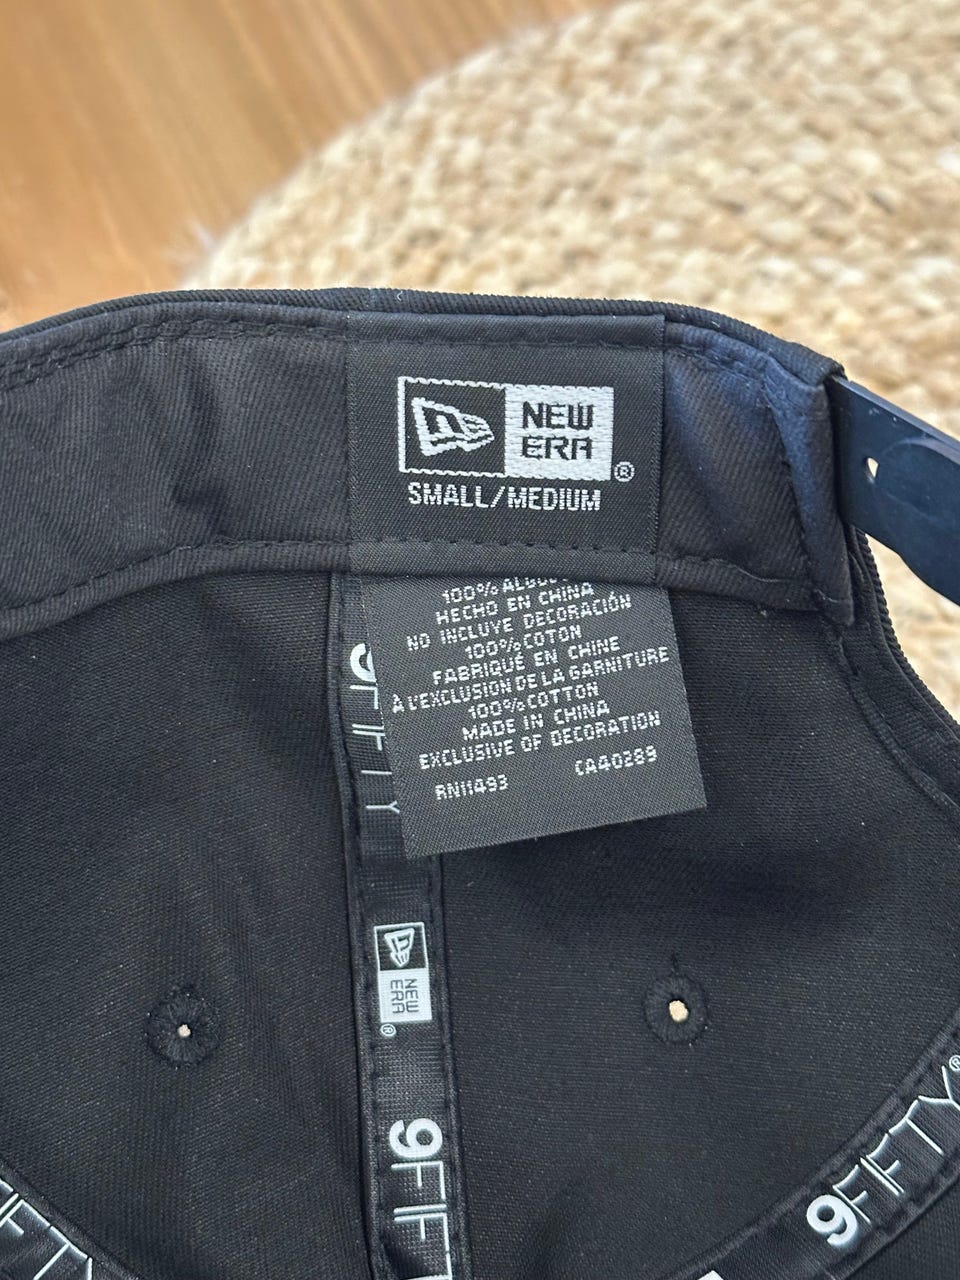 NEW
ERA
®
SMALL/MEDIUM
HECHO EN CHINA
NO INCLUYE DECORACIÓN
100% COTON
FABRIQUÉ EN CHINE
À L'EXCLUSION DE LA GARNITURE
100% COTTON
MADE IN CHINA
EXCLUSIVE OF DECORATION
RN11493 CA40289
9FIFTY
NEW
ERA
®
9FIFT
9FIFTY®